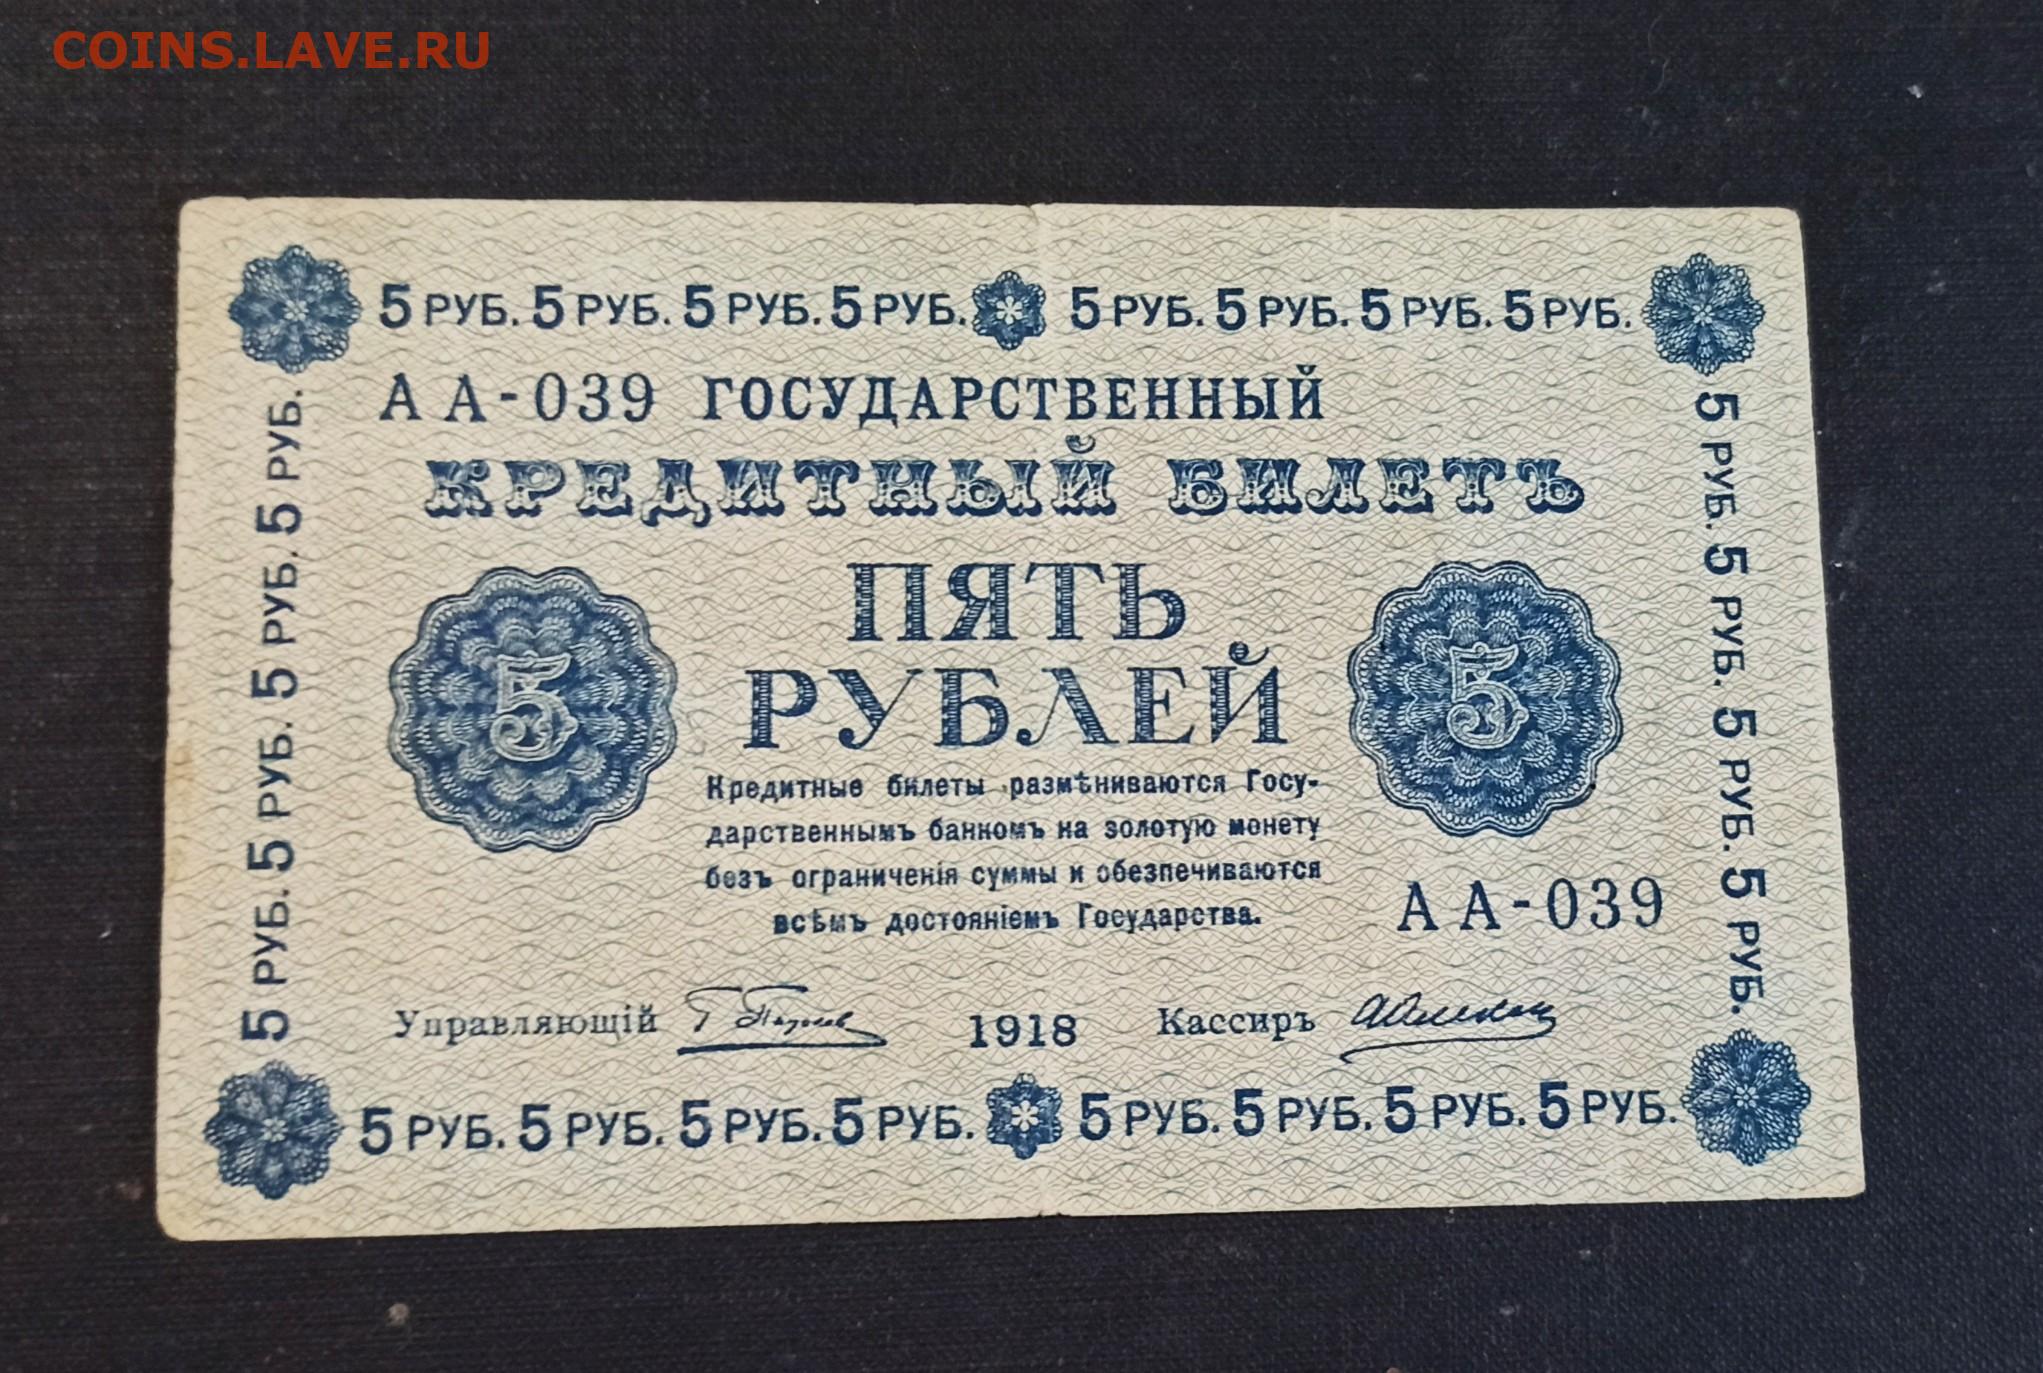 COINS.LAVE.RU
5 РУБ. 5 РУБ. 5 РУБ. 5 РУБ. 5 РУБ. 5 РУБ. 5 РУБ. 5 РУБ.
АА-039 ГОСУДАРСТВЕННЫЙ
КРЕДИТНЫЙ БИЛЕТЪ
5 РУБ. 5 РУБ. 5 РУБ. 5 РУБ.
5
ПЯТЬ
РУБЛЕЙ
5
5 РУБ. 5 РУБ. 5 РУБ. 5 РУБ.
Кредитные билеты размѣниваются Госу-
дарственнымъ банкомъ на золотую монету
безъ ограниченія суммы и обезпечиваются
всѣмъ достояніемъ Государства.
АА-039
Управляющій 1918 Кассиръ
5 РУБ. 5 РУБ. 5 РУБ. 5 РУБ. 5 РУБ. 5 РУБ. 5 РУБ. 5 РУБ.